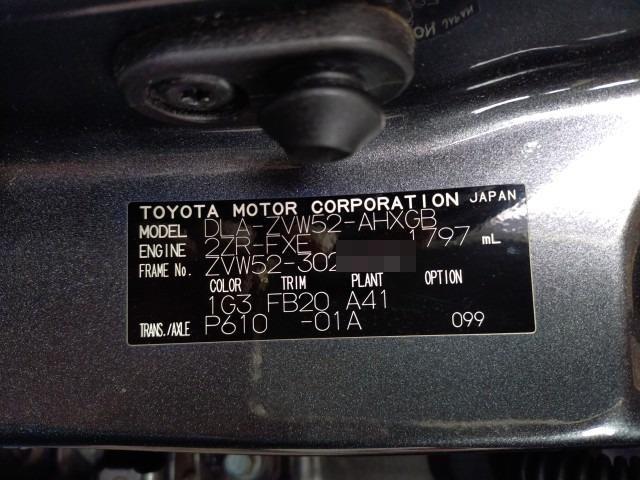 TOYOTA MOTOR CORPORATION JAPAN
MODEL DLA-ZVW52-AHXGB
ENGINE 2ZR-FXE 1797 mL
FRAME No. ZVW52-302
COLOR TRIM PLANT OPTION
1G3 FB20 A41
TRANS./AXLE P610 -01A 099